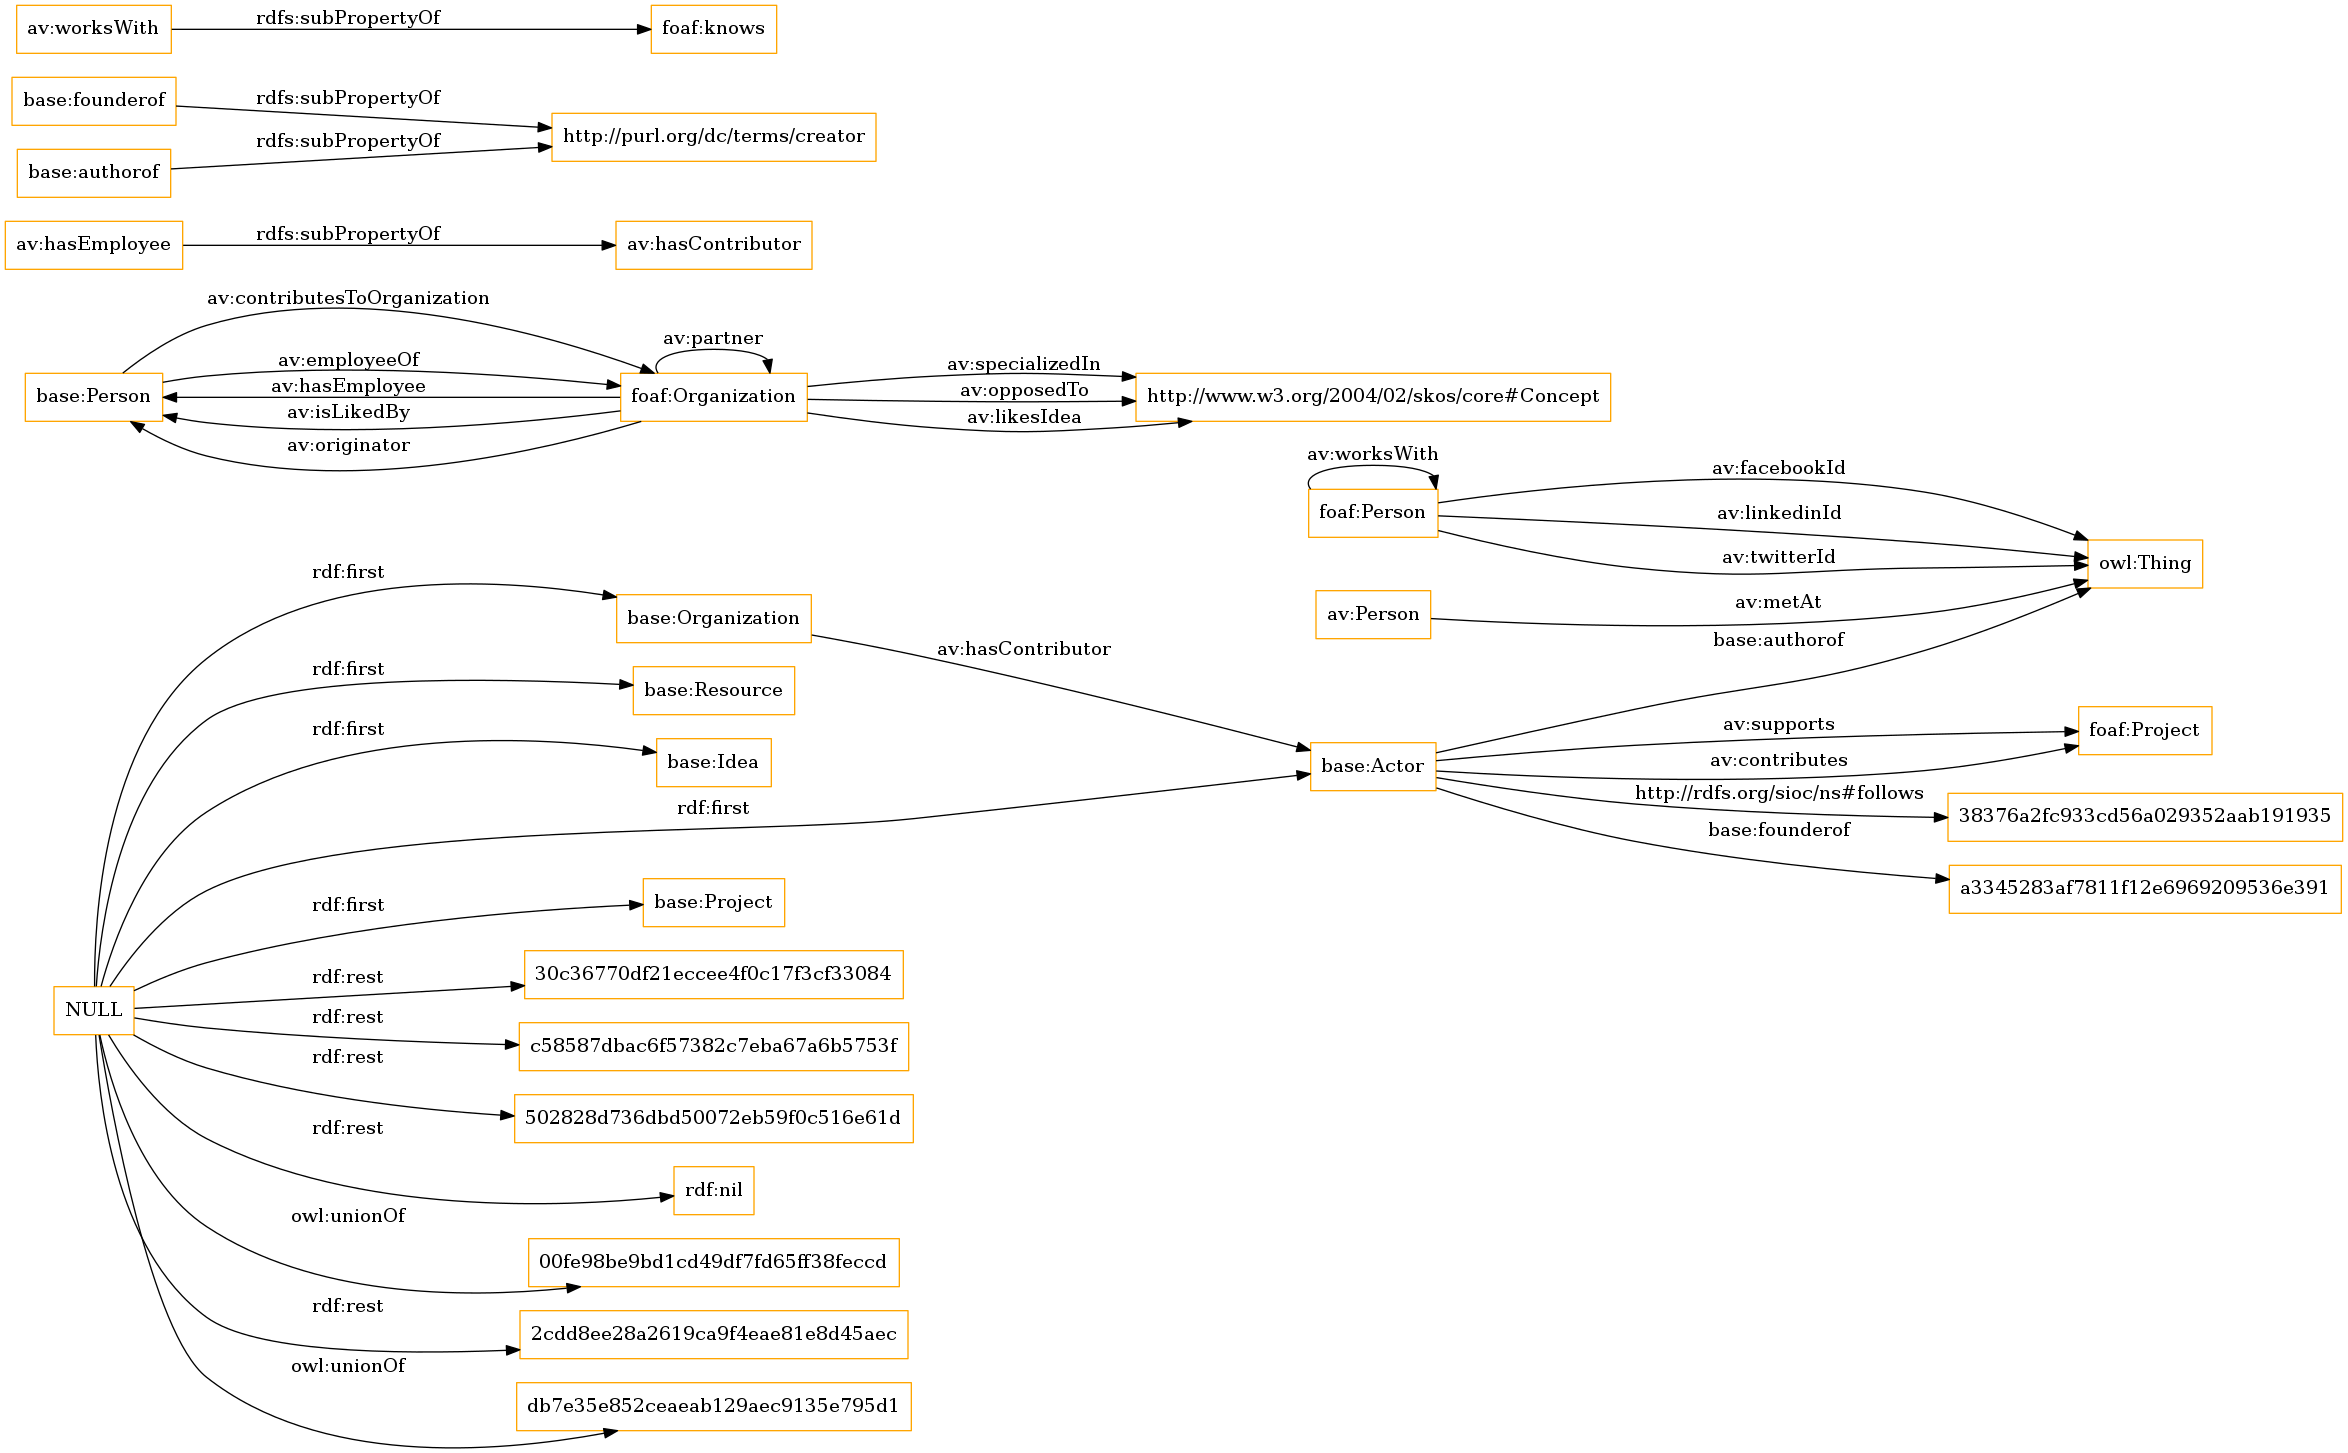 av:worksWith
rdfs:subPropertyOf
foaf:knows
base:founderof
rdfs:subPropertyOf
http://purl.org/dc/terms/creator
rdfs:subPropertyOf
base:authorof
av:hasEmployee
rdfs:subPropertyOf
av:hasContributor
av:contributesToOrganization
av:partner
av:employeeOf
av:specializedIn
av:hasEmployee
av:opposedTo
base:Person
foaf:Organization
http://www.w3.org/2004/02/skos/core#Concept
av:isLikedBy
av:likesIdea
av:originator
av:worksWith
av:facebookId
foaf:Person
av:linkedinId
av:twitterId
owl:Thing
rdf:first
base:Organization
av:Person
av:metAt
base:authorof
av:hasContributor
rdf:first
base:Resource
rdf:first
base:Idea
av:supports
foaf:Project
base:Actor
av:contributes
http://rdfs.org/sioc/ns#follows
38376a2fc933cd56a029352aab191935
rdf:first
base:founderof
a3345283af7811f12e6969209536e391
rdf:first
base:Project
rdf:rest
30c36770df21eccee4f0c17f3cf33084
NULL
rdf:rest
c58587dbac6f57382c7eba67a6b5753f
rdf:rest
502828d736dbd50072eb59f0c516e61d
rdf:rest
rdf:nil
owl:unionOf
00fe98be9bd1cd49df7fd65ff38feccd
rdf:rest
2cdd8ee28a2619ca9f4eae81e8d45aec
owl:unionOf
db7e35e852ceaeab129aec9135e795d1